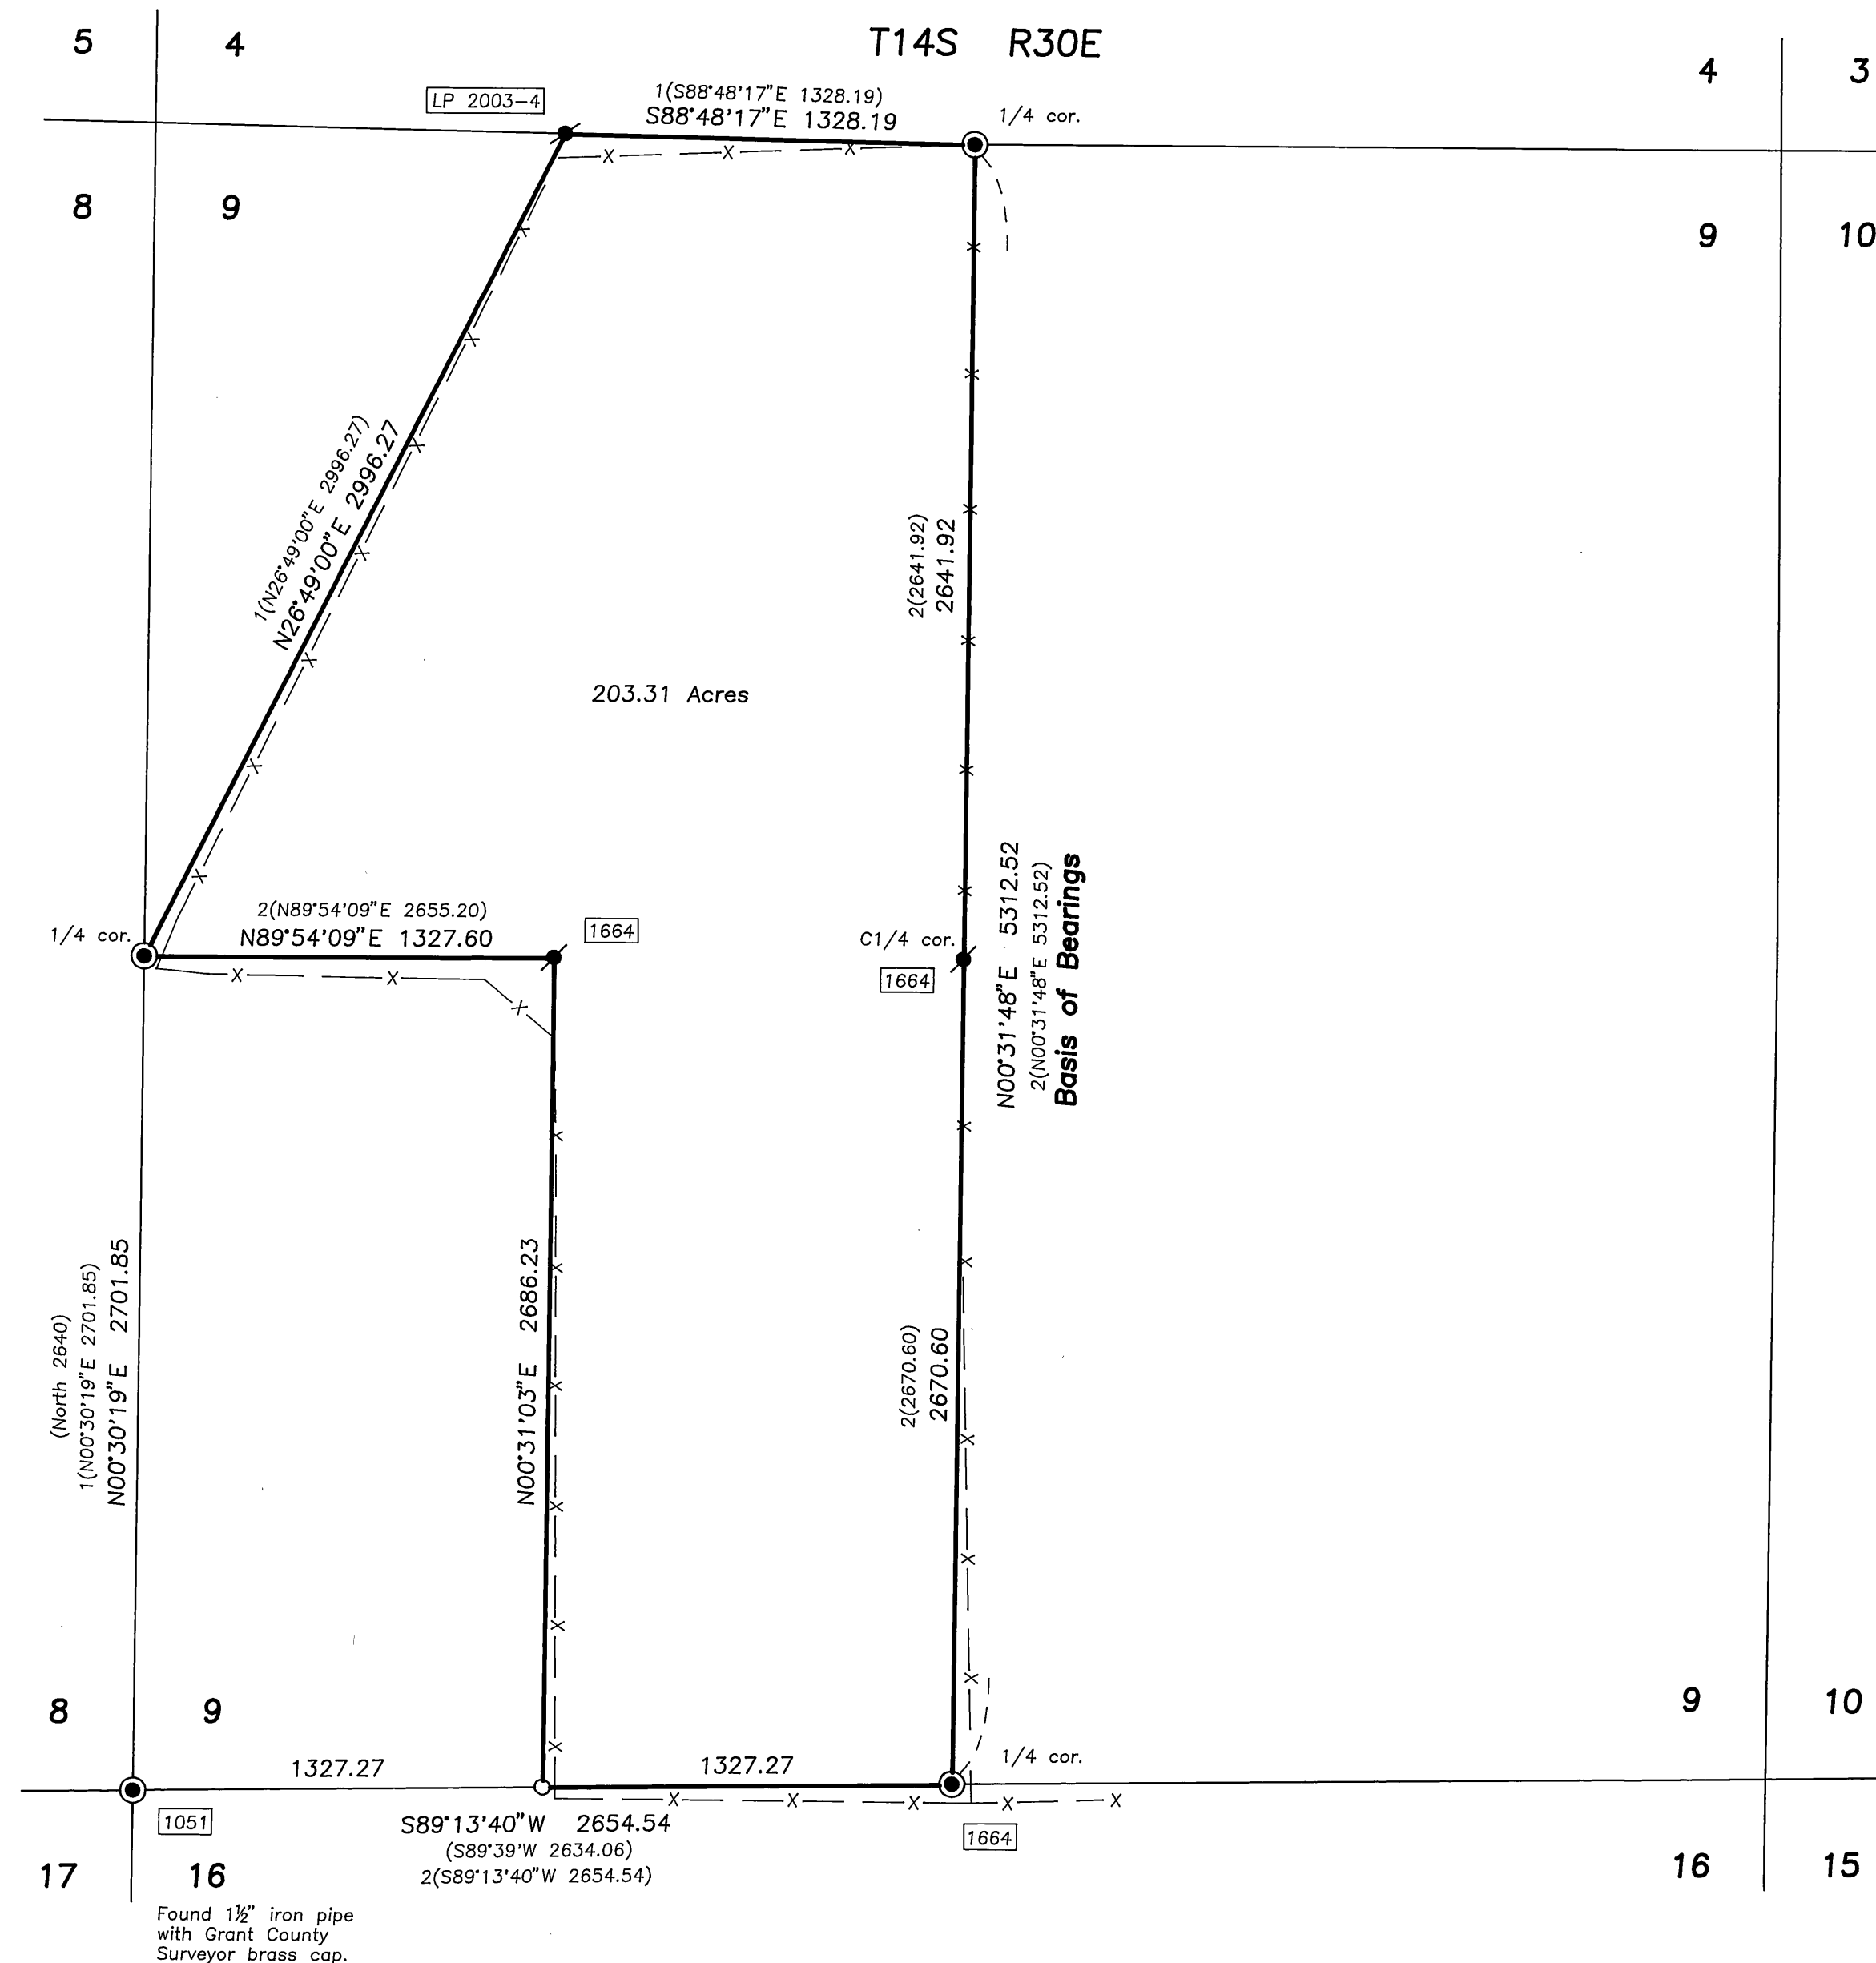 5 4 T14S R30E 4 3
LP 2003-4
1(S88°48'17"E 1328.19)
S88°48'17"E 1328.19
1/4 cor.
8 9 9 10
1(N26°49'00"E 2996.27)
N26°49'00"E 2996.27
2(2641.92)
2641.92
203.31 Acres
1/4 cor.
2(N89°54'09"E 2655.20)
N89°54'09"E 1327.60
1664
C1/4 cor.
1664
N00°31'48"E 5312.52
2(N00°31'48"E 5312.52)
Basis of Bearings
(North 2640)
1(N00°30'19"E 2701.85)
N00°30'19"E 2701.85
N00°31'03"E 2686.23
2(2670.60)
2670.60
8 9 9 10
1327.27
1327.27
1/4 cor.
1051
S89°13'40"W 2654.54
(S89°39'W 2634.06)
2(S89°13'40"W 2654.54)
1664
17 16 16 15
Found 1½" iron pipe
with Grant County
Surveyor brass cap.